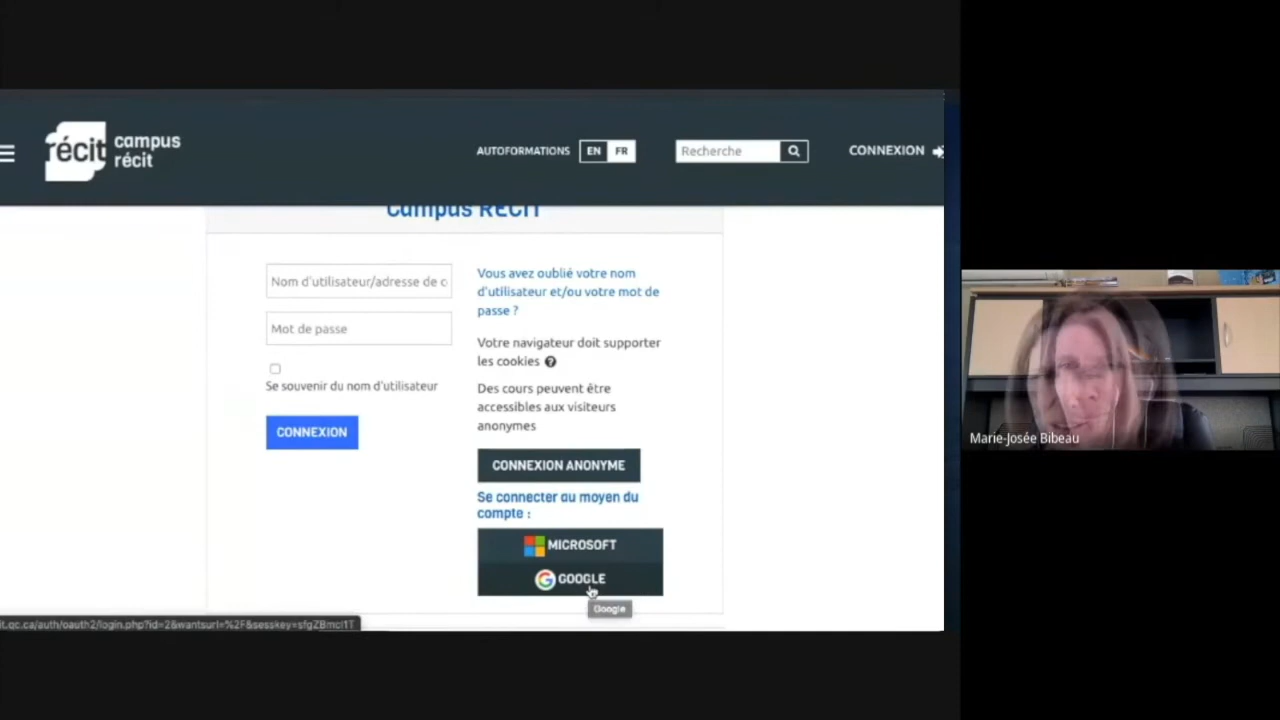 récit
campus
récit
AUTOFORMATIONS
EN
FR
Recherche
CONNEXION
Campus RÉCIT
Nom d'utilisateur/adresse de c
Mot de passe
Se souvenir du nom d'utilisateur
CONNEXION
Vous avez oublié votre nom
d'utilisateur et/ou votre mot de
passe ?
Votre navigateur doit supporter
les cookies
Des cours peuvent être
accessibles aux visiteurs
anonymes
CONNEXION ANONYME
Se connecter au moyen du
compte :
MICROSOFT
GOOGLE
Google
Marie-Josée Bibeau